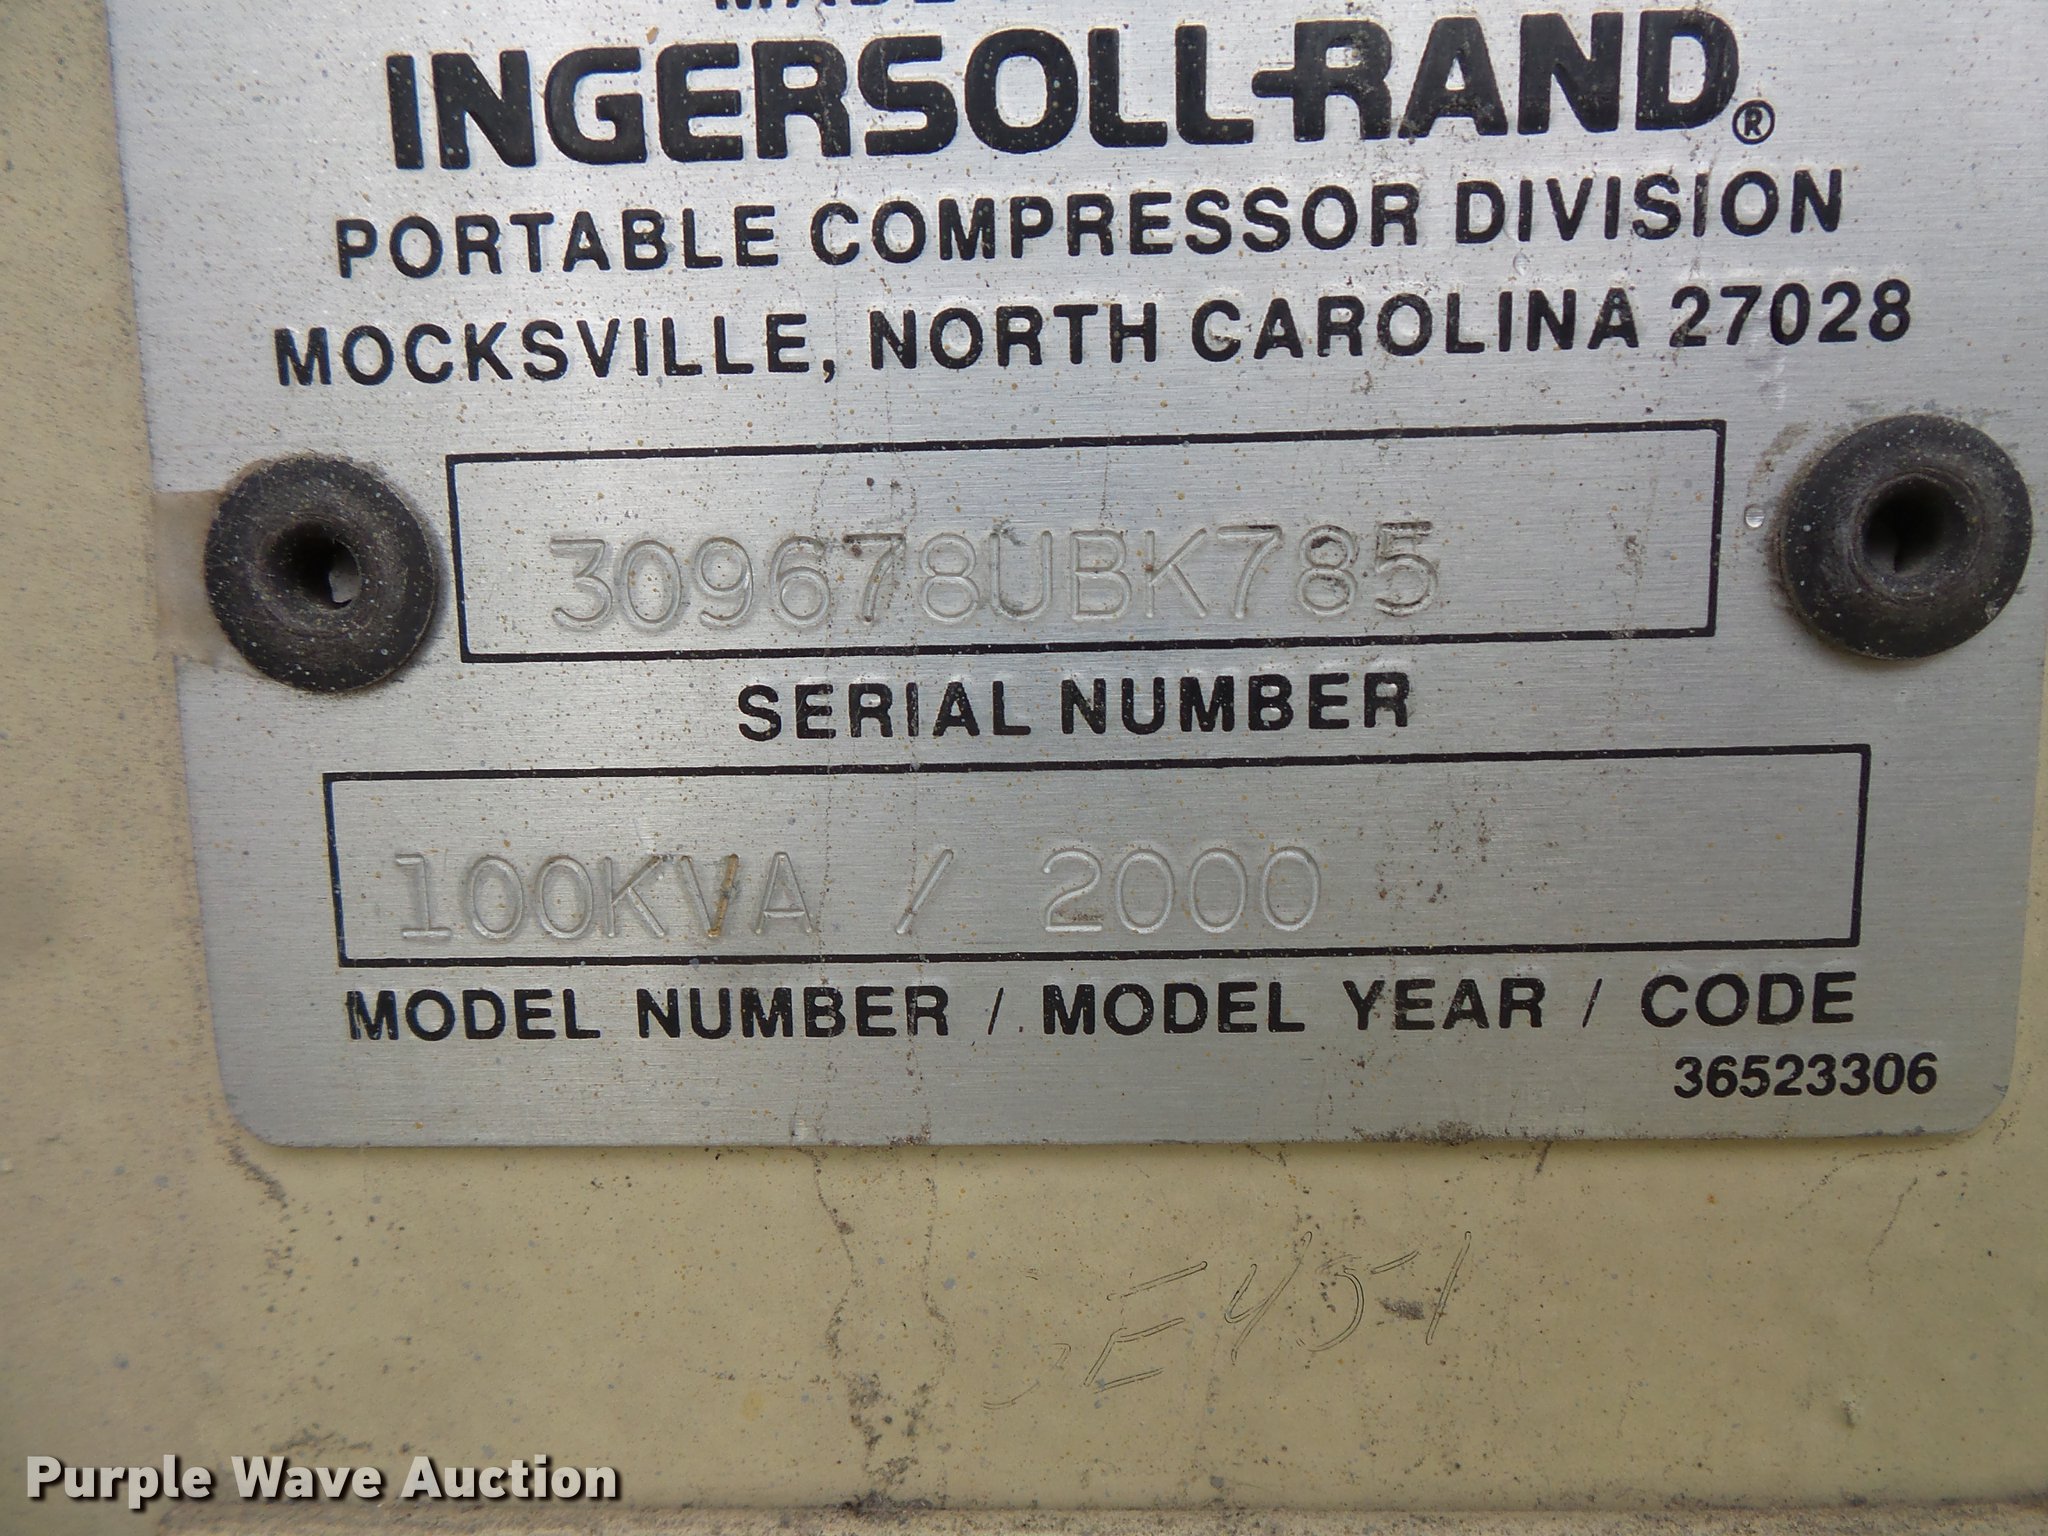 MADE
INGERSOLL-RAND®
PORTABLE COMPRESSOR DIVISION
MOCKSVILLE, NORTH CAROLINA 27028
309678UBK785
SERIAL NUMBER
100KVA / 2000
MODEL NUMBER / MODEL YEAR / CODE
36523306
Purple Wave Auction